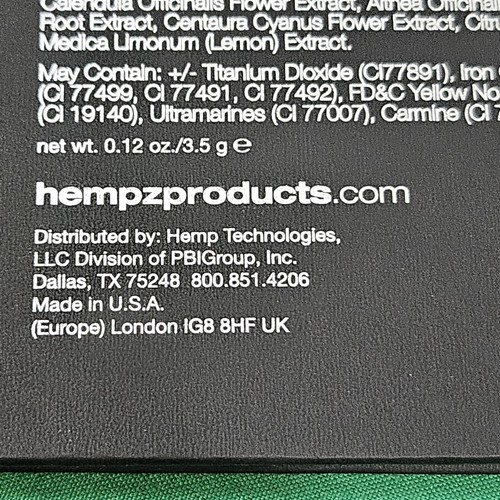 Calendula Officinalis Flower Extract, Althea Officinalis
Root Extract, Centaura Cyanus Flower Extract, Citr
Medica Limonum (Lemon) Extract.
May Contain: +/- Titanium Dioxide (CI77891), Iron
(CI 77499, CI 77491, CI 77492), FD&C Yellow No
(CI 19140), Ultramarines (CI 77007), Carmine (CI 7
net wt. 0.12 oz./3.5 g ℮
hempzproducts.com
Distributed by: Hemp Technologies,
LLC Division of PBIGroup, Inc.
Dallas, TX 75248 800.851.4206
Made in U.S.A.
(Europe) London IG8 8HF UK